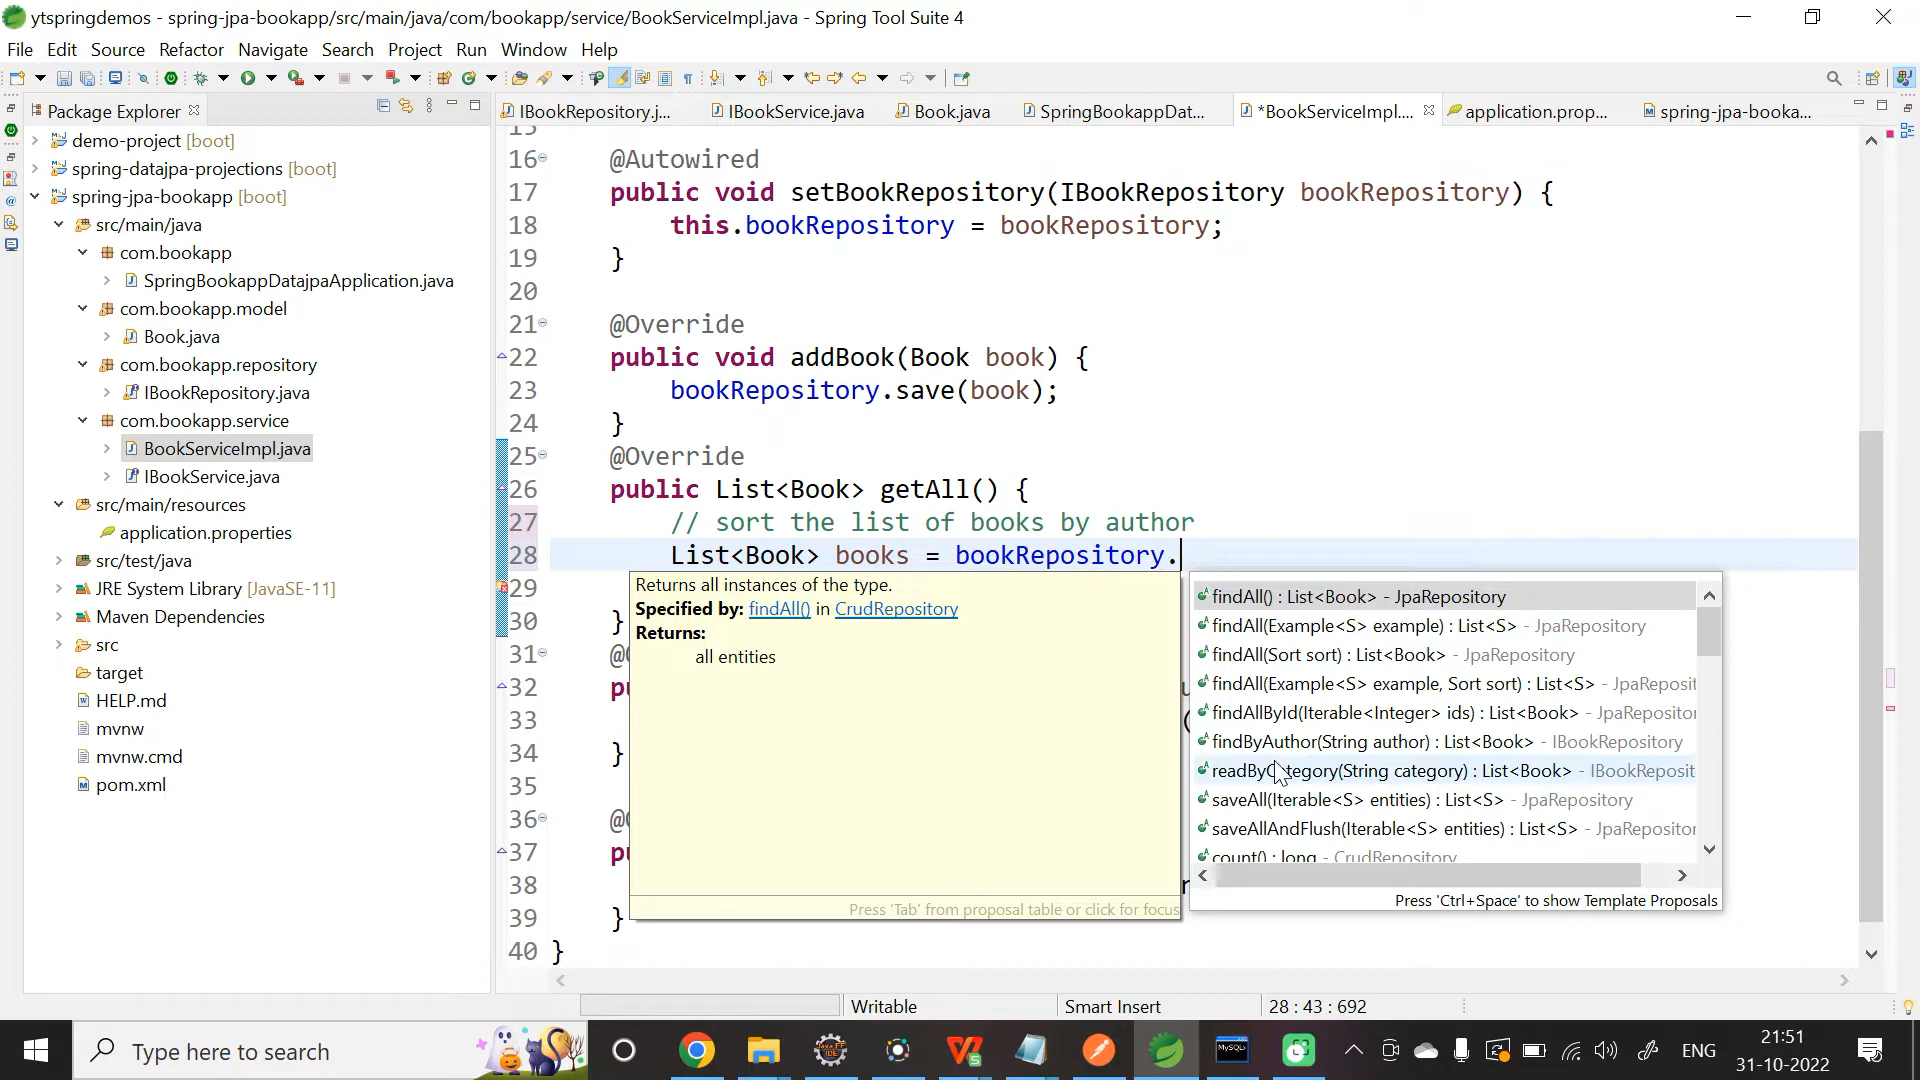 ytspringdemos - spring-jpa-bookapp/src/main/java/com/bookapp/service/BookServiceImpl.java - Spring Tool Suite 4
File Edit Source Refactor Navigate Search Project Run Window Help
Package Explorer
IBookRepository.j... IBookService.java Book.java SpringBookappDat... *BookServiceImpl.... application.prop... spring-jpa-booka...
demo-project [boot]
spring-datajpa-projections [boot]
spring-jpa-bookapp [boot]
src/main/java
com.bookapp
SpringBookappDatajpaApplication.java
com.bookapp.model
Book.java
com.bookapp.repository
IBookRepository.java
com.bookapp.service
BookServiceImpl.java
IBookService.java
src/main/resources
application.properties
src/test/java
JRE System Library [JavaSE-11]
Maven Dependencies
src
target
HELP.md
mvnw
mvnw.cmd
pom.xml
15
16 @Autowired
17 public void setBookRepository(IBookRepository bookRepository) {
18 this.bookRepository = bookRepository;
19 }
20
21 @Override
22 public void addBook(Book book) {
23 bookRepository.save(book);
24 }
25 @Override
26 public List<Book> getAll() {
27 // sort the list of books by author
28 List<Book> books = bookRepository.
29
30 }
31 @
32 pu
33 (
34 }
35
36 @
37 pu
38
39 }
40 }
Returns all instances of the type.
Specified by: findAll() in CrudRepository
Returns:
all entities
Press 'Tab' from proposal table or click for focus
findAll() : List<Book> - JpaRepository
findAll(Example<S> example) : List<S> - JpaRepository
findAll(Sort sort) : List<Book> - JpaRepository
findAll(Example<S> example, Sort sort) : List<S> - JpaReposit
findAllById(Iterable<Integer> ids) : List<Book> - JpaRepositor
findByAuthor(String author) : List<Book> - IBookRepository
readByCategory(String category) : List<Book> - IBookReposit
saveAll(Iterable<S> entities) : List<S> - JpaRepository
saveAllAndFlush(Iterable<S> entities) : List<S> - JpaRepositor
count() : long - CrudRepository
Press 'Ctrl+Space' to show Template Proposals
Writable Smart Insert 28 : 43 : 692
Type here to search
MySQL
ENG
21:51
31-10-2022